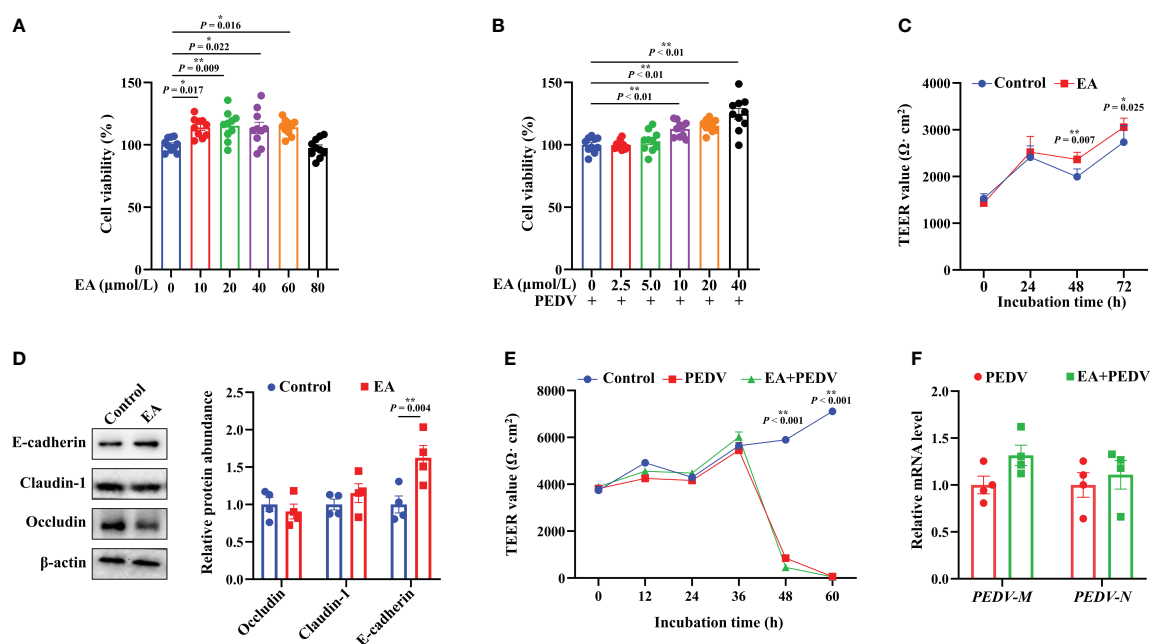 A
*
P = 0.016
*
P = 0.022
**
P = 0.009
*
P = 0.017
150
100
50
0
Cell viability (%)
EA (μmol/L) 0 10 20 40 60 80
B
**
P < 0.01
**
P < 0.01
**
P < 0.01
150
100
50
0
Cell viability (%)
EA (μmol/L) 0 2.5 5.0 10 20 40
PEDV + + + + + +
C
Control EA
4000
3000
2000
1000
0
TEER value (Ω· cm²)
**
P = 0.007
*
P = 0.025
0 24 48 72
Incubation time (h)
D
Control EA
E-cadherin
Claudin-1
Occludin
β-actin
Control EA
2.5
2.0
1.5
1.0
0.5
0.0
Relative protein abundance
**
P = 0.004
Occludin Claudin-1 E-cadherin
E
Control PEDV EA+PEDV
8000
6000
4000
2000
0
TEER value (Ω· cm²)
**
P < 0.001
**
P < 0.001
0 12 24 36 48 60
Incubation time (h)
F
PEDV EA+PEDV
2.0
1.5
1.0
0.5
0.0
Relative mRNA level
PEDV-M PEDV-N